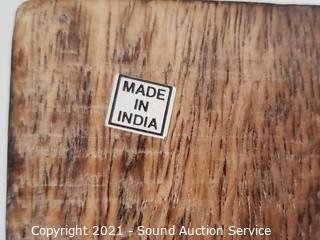 MADE
IN
INDIA
Copyright 2021 - Sound Auction Service